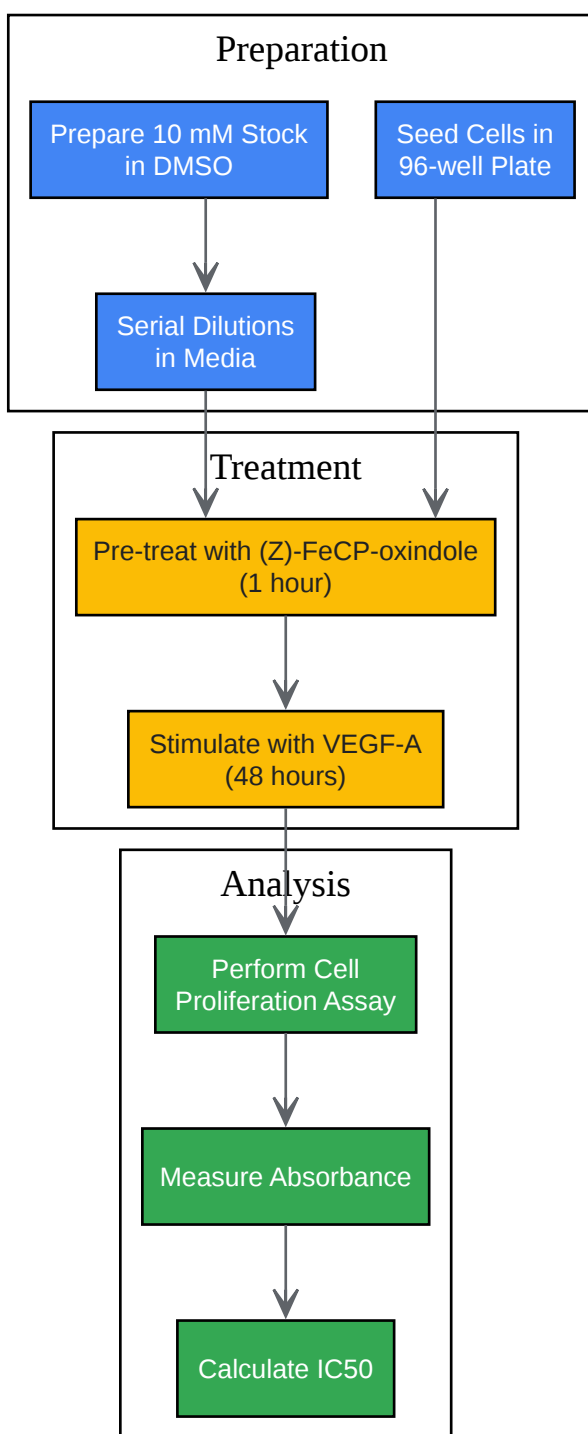 Preparation
Prepare 10 mM Stock
in DMSO
Seed Cells in
96-well Plate
Serial Dilutions
in Media
Treatment
Pre-treat with (Z)-FeCP-oxindole
(1 hour)
Stimulate with VEGF-A
(48 hours)
Analysis
Perform Cell
Proliferation Assay
Measure Absorbance
Calculate IC50